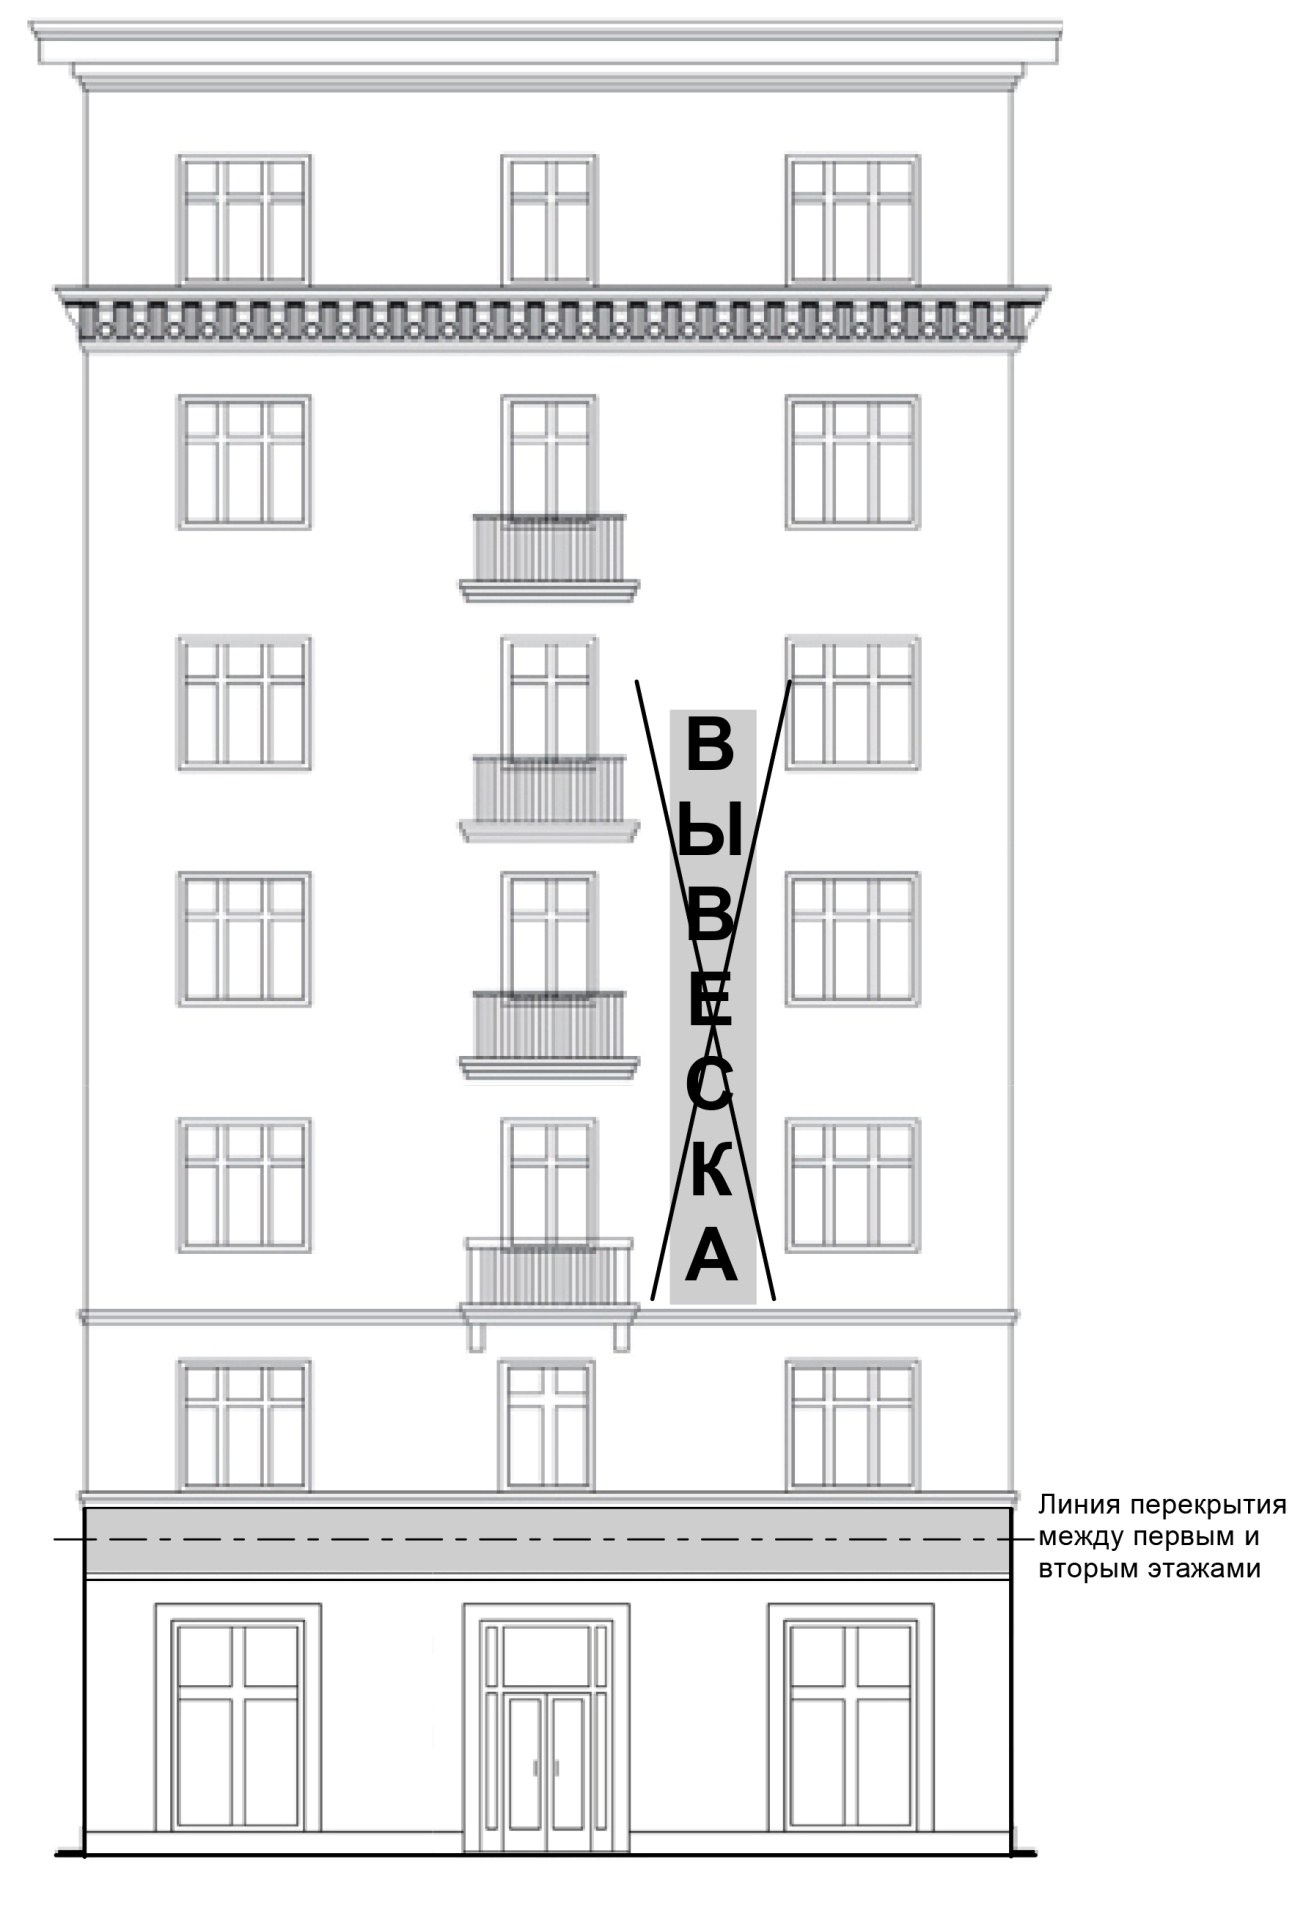 В
Ы
В
Е
С
К
А
Линия перекрытия
между первым и
вторым этажами